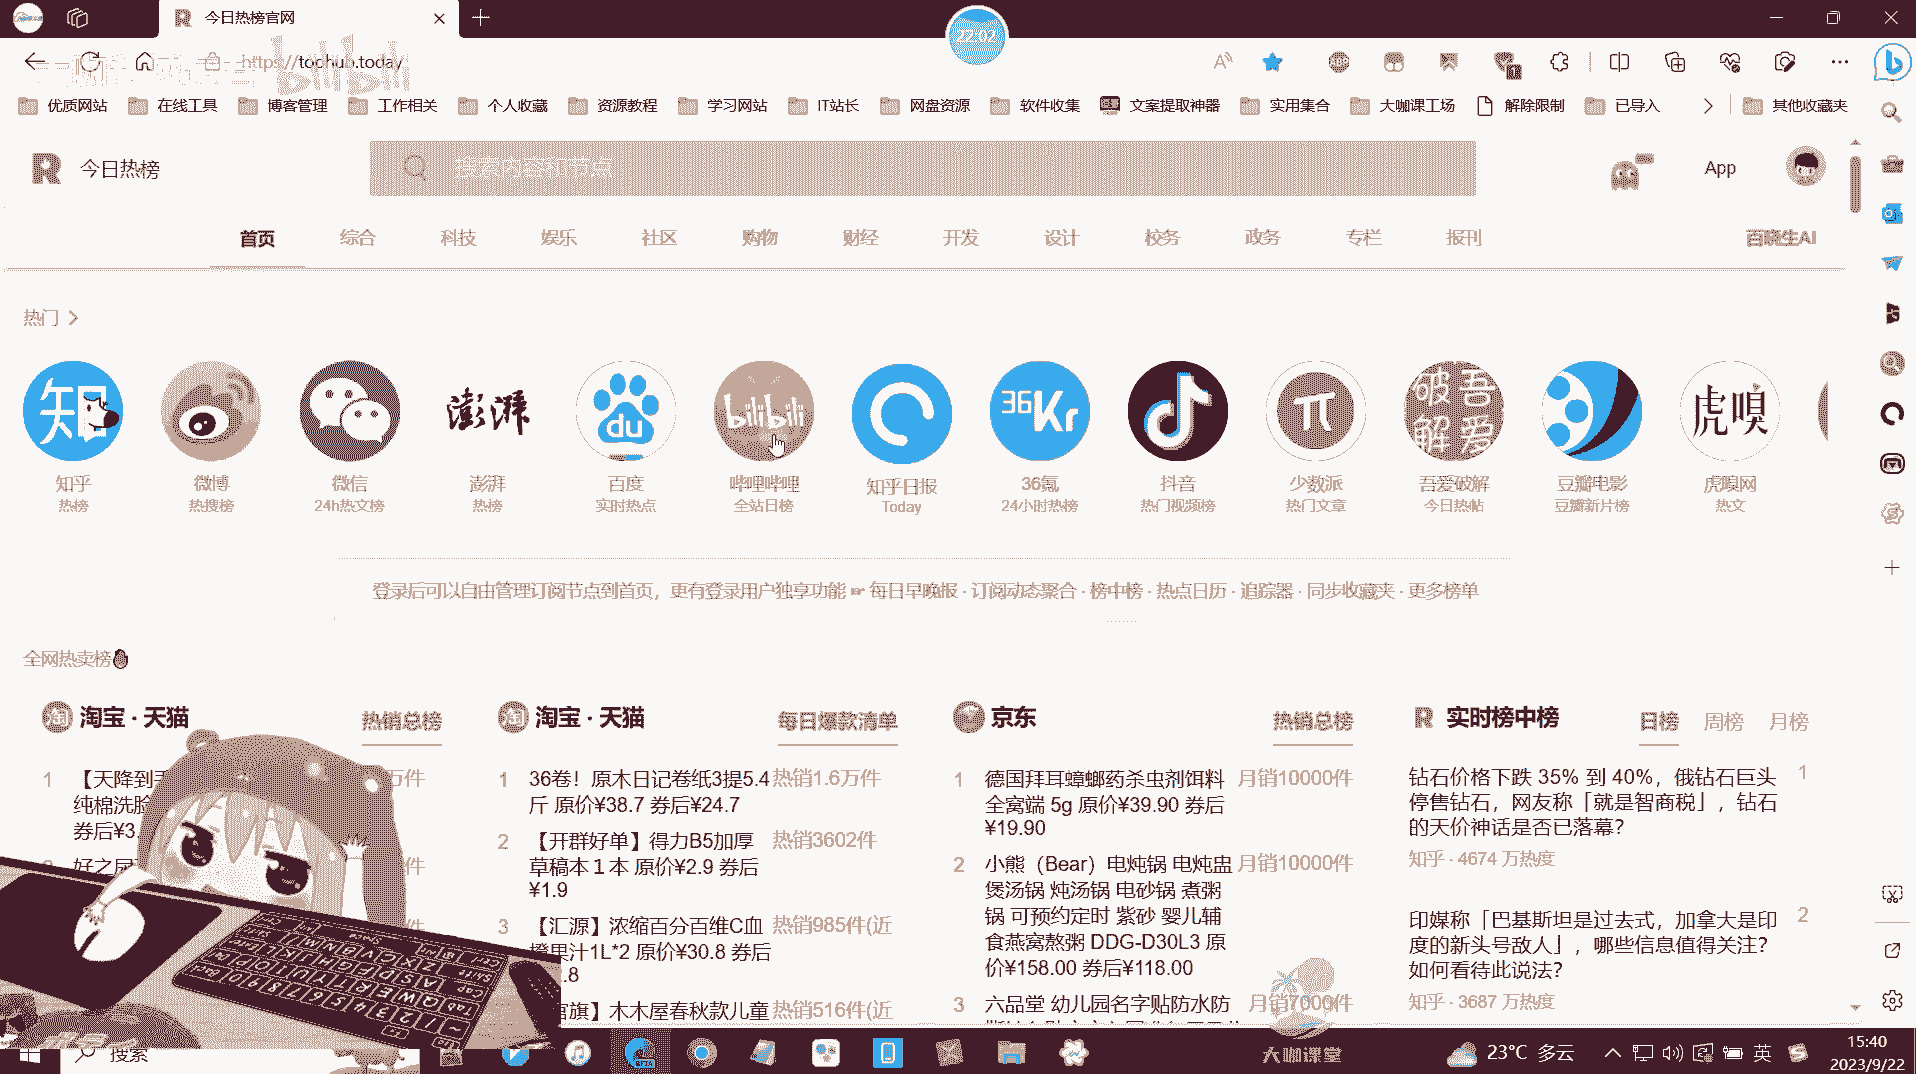 今日热榜官网
22:02
https://tophub.today/
bilibili
优质网站 在线工具 博客管理 工作相关 个人收藏 资源教程 学习网站 IT站长 网盘资源 软件收集 文案提取神器 实用集合 大咖课工场 解除限制 已导入 其他收藏夹
今日热榜
搜索内容和节点
App
首页 综合 科技 娱乐 社区 购物 财经 开发 设计 校务 政务 专栏 报刊 百晓生AI
热门
知 澎湃 du bilibili 36Kr 吾爱破解 虎嗅
知乎 微博 微信 澎湃 百度 哔哩哔哩 知乎日报 36氪 抖音 少数派 吾爱破解 豆瓣电影 虎嗅网
热榜 热搜榜 24h热文榜 热榜 实时热点 全站日榜 Today 24小时热榜 热门视频榜 热门文章 今日热帖 豆瓣新片榜 热文
登录后可以自由管理订阅节点到首页，更有登录用户独享功能 ☛ 每日早晚报 · 订阅动态聚合 · 榜中榜 · 热点日历 · 追踪器 · 同步收藏夹 · 更多榜单
全网热卖榜
淘宝 · 天猫 热销总榜
1 【天降到
纯棉洗脸
券后¥3.
万件
好之
件
淘宝 · 天猫 每日爆款清单
1 36卷！原木日记卷纸3提5.4 热销1.6万件
斤 原价¥38.7 券后¥24.7
2 【开群好单】得力B5加厚 热销3602件
草稿本１本 原价¥2.9 券后
¥1.9
3 【汇源】浓缩百分百维C血 热销985件(近
橙果汁1L*2 原价¥30.8 券后
.8
旗】木木屋春秋款儿童 热销516件(近
京东 热销总榜
1 德国拜耳蟑螂药杀虫剂饵料 月销10000件
全窝端 5g 原价¥39.90 券后
¥19.90
2 小熊（Bear）电炖锅 电炖盅 月销10000件
煲汤锅 炖汤锅 电砂锅 煮粥
锅 可预约定时 紫砂 婴儿辅
食燕窝熬粥 DDG-D30L3 原
价¥158.00 券后¥118.00
3 六品堂 幼儿园名字贴防水防 月销7000件
实时榜中榜 日榜 周榜 月榜
钻石价格下跌 35% 到 40%，俄钻石巨头 1
停售钻石，网友称「就是智商税」，钻石
的天价神话是否已落幕？
知乎 · 4674 万热度
印媒称「巴基斯坦是过去式，加拿大是印 2
度的新头号敌人」，哪些信息值得关注？
如何看待此说法？
知乎 · 3687 万热度
搜索
大咖课堂
23°C 多云
英
15:40
2023/9/22